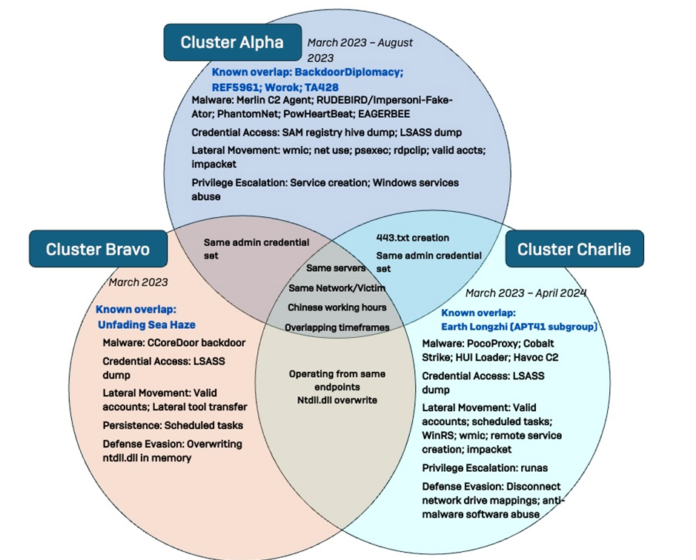 Cluster Alpha
March 2023 – August
2023
Known overlap: BackdoorDiplomacy;
REF5961; Worok; TA428
Malware: Merlin C2 Agent; RUDEBIRD/Impersoni-Fake-
Ator; PhantomNet; PowHeartBeat; EAGERBEE
Credential Access: SAM registry hive dump; LSASS dump
Lateral Movement: wmic; net use; psexec; rdpclip; valid accts;
impacket
Privilege Escalation: Service creation; Windows services
abuse
Cluster Bravo
March 2023
Known overlap:
Unfading Sea Haze
Malware: CCoreDoor backdoor
Credential Access: LSASS
dump
Lateral Movement: Valid
accounts; Lateral tool transfer
Persistence: Scheduled tasks
Defense Evasion: Overwriting
ntdll.dll in memory
Same admin credential
set
443.txt creation
Same admin credential
set
Same servers
Same Network/Victim
Chinese working hours
Overlapping timeframes
Operating from same
endpoints
Ntdll.dll overwrite
Cluster Charlie
March 2023 – April 2024
Known overlap:
Earth Longzhi (APT41 subgroup)
Malware: PocoProxy; Cobalt
Strike; HUI Loader; Havoc C2
Credential Access: LSASS
dump
Lateral Movement: Valid
accounts; scheduled tasks;
WinRS; wmic; remote service
creation; impacket
Privilege Escalation: runas
Defense Evasion: Disconnect
network drive mappings; anti-
malware software abuse